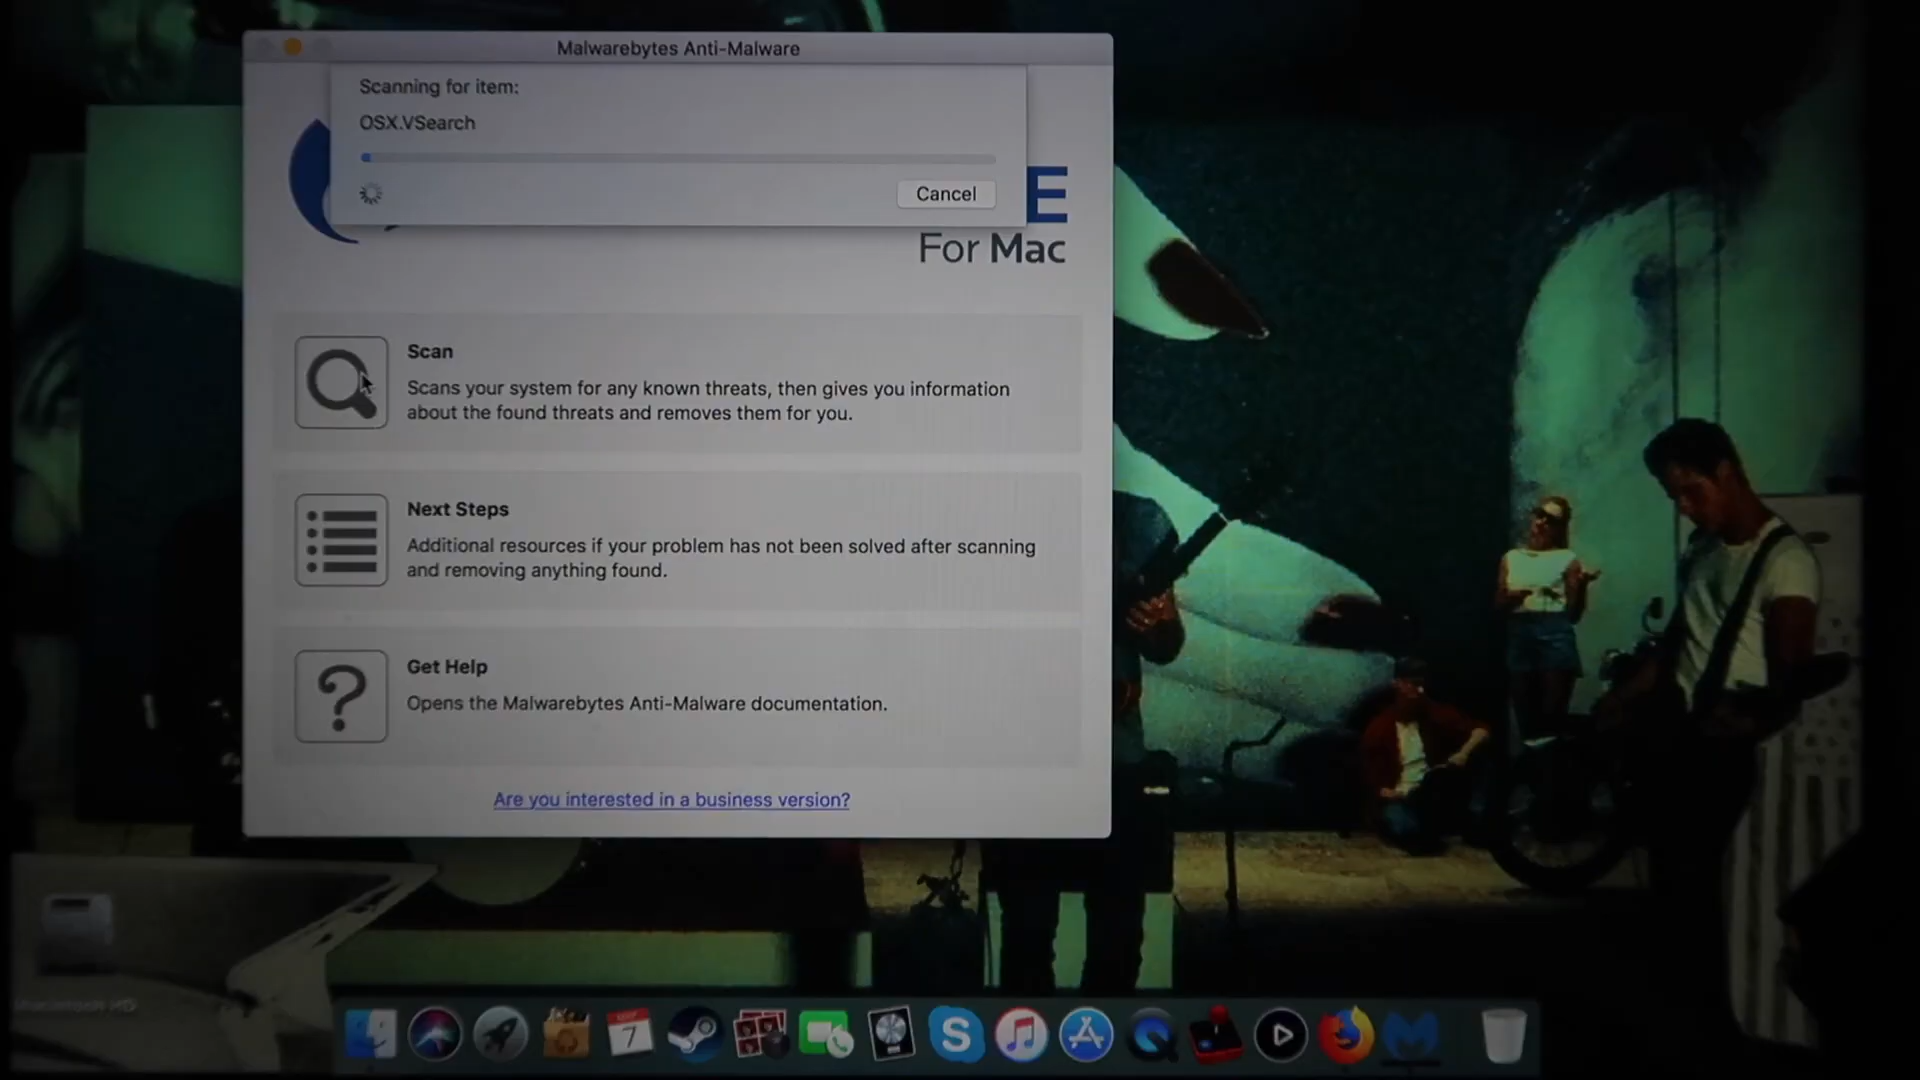 Malwarebytes Anti-Malware
Scanning for item:
OSX.VSearch
Cancel
E
For Mac
Scan
Scans your system for any known threats, then gives you information
about the found threats and removes them for you.
Next Steps
Additional resources if your problem has not been solved after scanning
and removing anything found.
Get Help
Opens the Malwarebytes Anti-Malware documentation.
Are you interested in a business version?
7
S